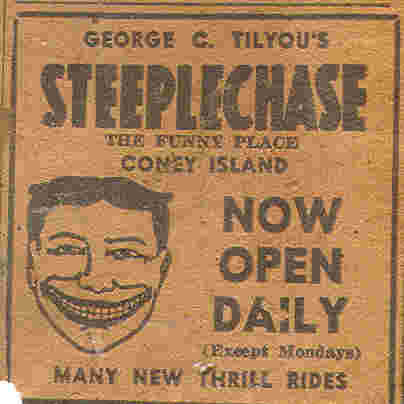 GEORGE C. TILYOU'S
STEEPLECHASE
THE FUNNY PLACE
CONEY ISLAND
NOW
OPEN
DAILY
(Except Mondays)
MANY NEW THRILL RIDES